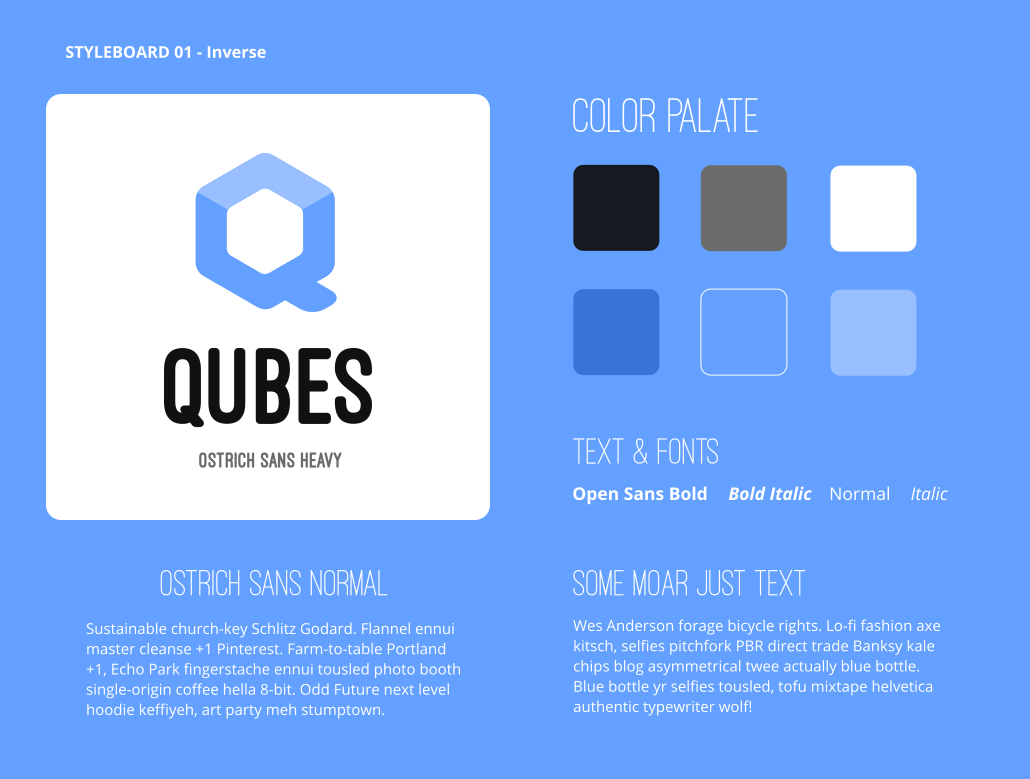 STYLEBOARD 01 - Inverse
QUBES
OSTRICH SANS HEAVY
COLOR PALATE
TEXT & FONTS
Open Sans Bold Bold Italic Normal Italic
OSTRICH SANS NORMAL
Sustainable church-key Schlitz Godard. Flannel ennui
master cleanse +1 Pinterest. Farm-to-table Portland
+1, Echo Park fingerstache ennui tousled photo booth
single-origin coffee hella 8-bit. Odd Future next level
hoodie keffiyeh, art party meh stumptown.
SOME MOAR JUST TEXT
Wes Anderson forage bicycle rights. Lo-fi fashion axe
kitsch, selfies pitchfork PBR direct trade Banksy kale
chips blog asymmetrical twee actually blue bottle.
Blue bottle yr selfies tousled, tofu mixtape helvetica
authentic typewriter wolf!